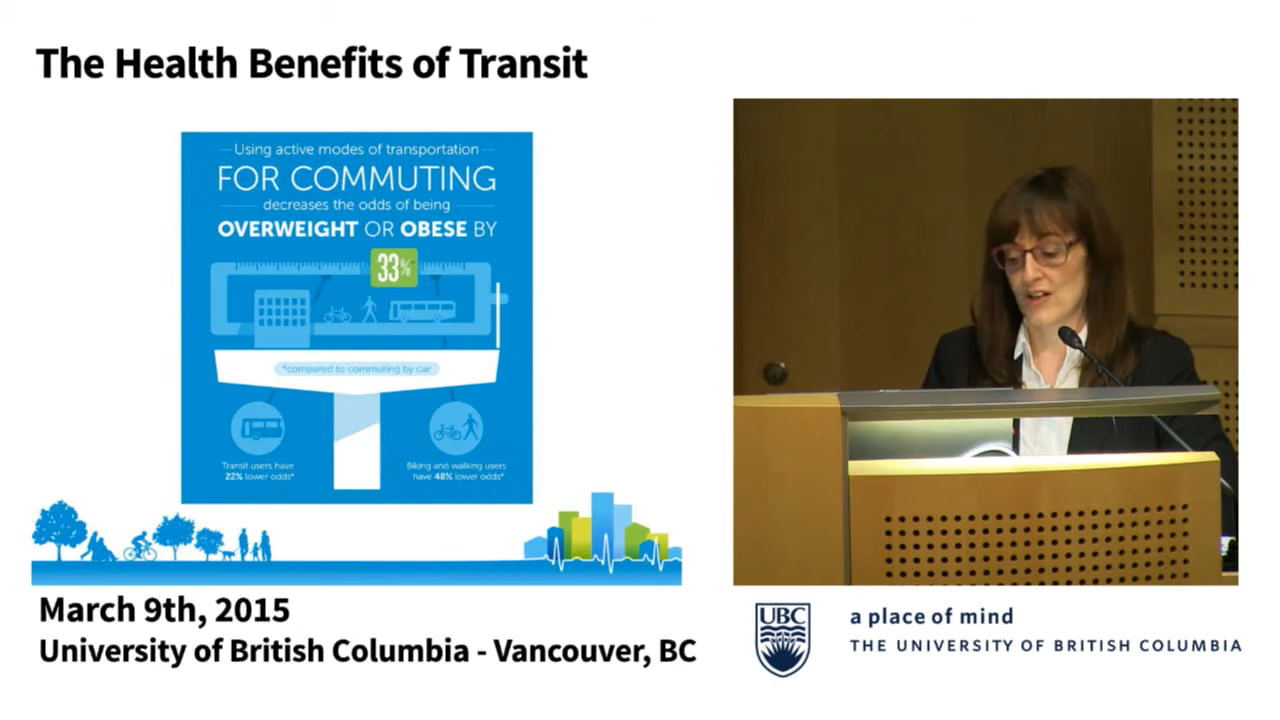 The Health Benefits of Transit
Using active modes of transportation
FOR COMMUTING
decreases the odds of being
OVERWEIGHT OR OBESE BY
33%*
*compared to commuting by car
Transit users have
22% lower odds*
Biking and walking users
have 48% lower odds*
March 9th, 2015
University of British Columbia - Vancouver, BC
UBC
a place of mind
THE UNIVERSITY OF BRITISH COLUMBIA